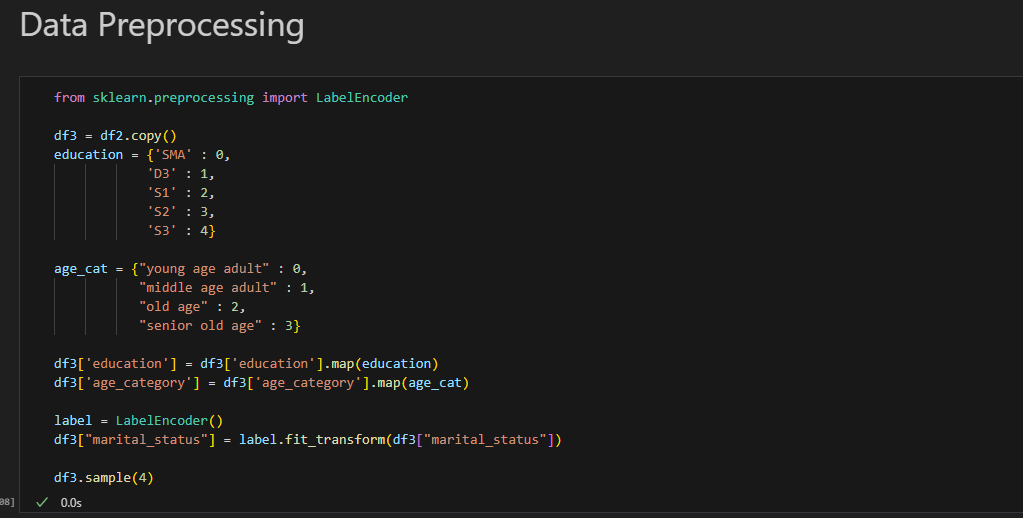 Data Preprocessing
from sklearn.preprocessing import LabelEncoder
df3 = df2.copy()
education = {'SMA' : 0,
'D3' : 1,
'S1' : 2,
'S2' : 3,
'S3' : 4}
age_cat = {"young age adult" : 0,
"middle age adult" : 1,
"old age" : 2,
"senior old age" : 3}
df3['education'] = df3['education'].map(education)
df3['age_category'] = df3['age_category'].map(age_cat)
label = LabelEncoder()
df3["marital_status"] = label.fit_transform(df3["marital_status"])
df3.sample(4)
08] 0.0s